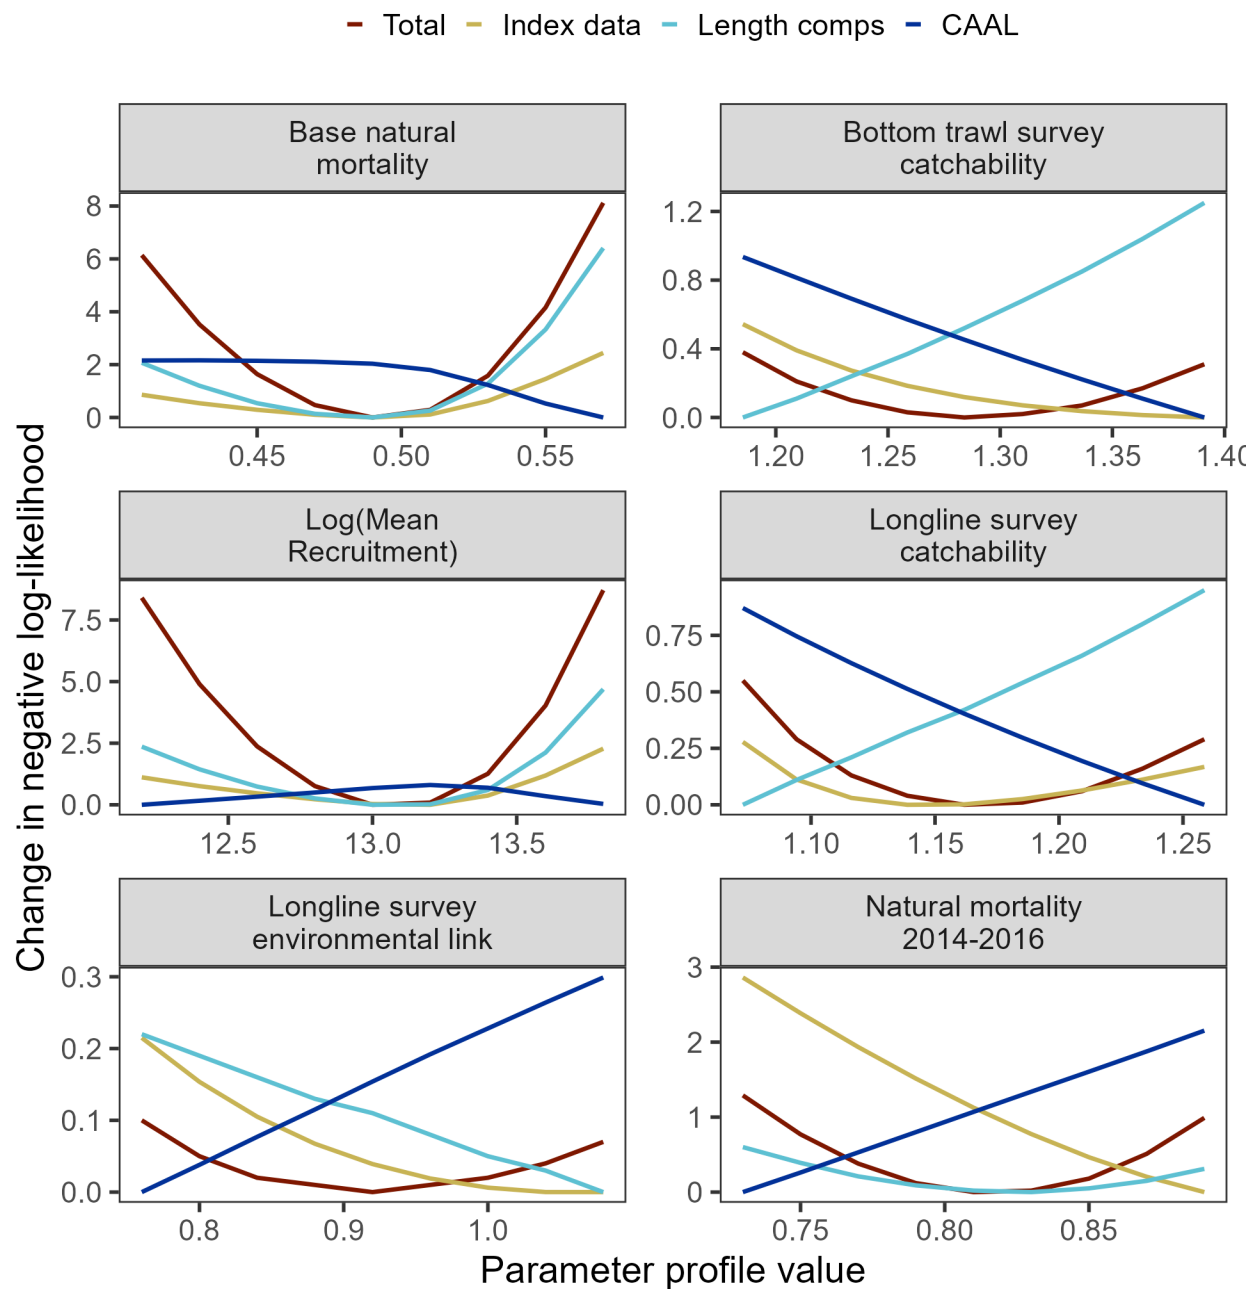 Total Index data Length comps CAAL
Change in negative log-likelihood
Base natural
mortality
8
6
4
2
0
0.45 0.50 0.55
Bottom trawl survey
catchability
1.2
0.8
0.4
0.0
1.20 1.25 1.30 1.35 1.40
Log(Mean
Recruitment)
7.5
5.0
2.5
0.0
12.5 13.0 13.5
Longline survey
catchability
0.75
0.50
0.25
0.00
1.10 1.15 1.20 1.25
Longline survey
environmental link
0.3
0.2
0.1
0.0
0.8 0.9 1.0
Natural mortality
2014-2016
3
2
1
0
0.75 0.80 0.85
Parameter profile value